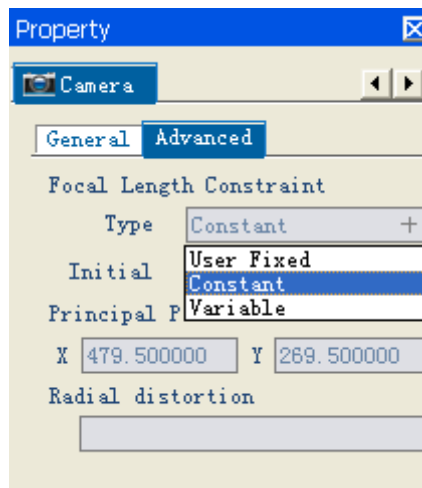 Property
Camera
General Advanced
Focal Length Constraint
Type Constant +
User Fixed
Initial
Constant
Variable
Principal P
X 479.500000 Y 269.500000
Radial distortion